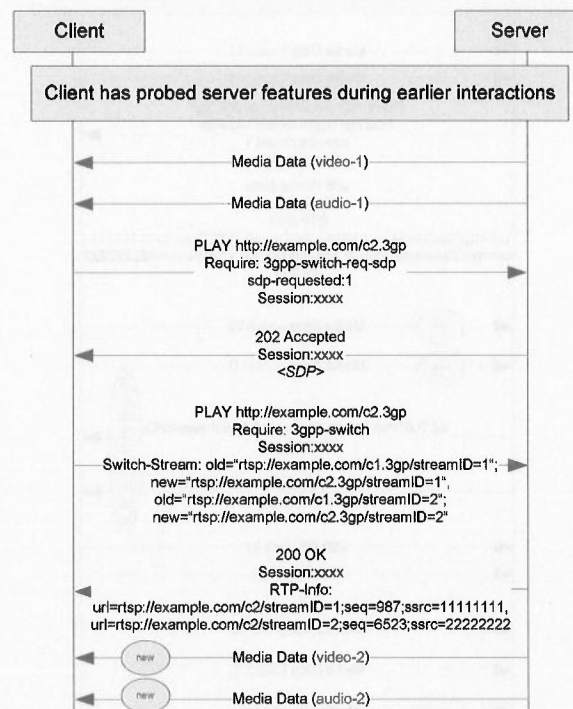 Client
Server
Client has probed server features during earlier interactions
Media Data (video-1)
Media Data (audio-1)
PLAY http://example.com/c2.3gp
Require: 3gpp-switch-req-sdp
sdp-requested:1
Session:xxxx
202 Accepted
Session:xxxx
<SDP>
PLAY http://example.com/c2.3gp
Require: 3gpp-switch
Session:xxxx
Switch-Stream: old="rtsp://example.com/c1.3gp/streamID=1";
new="rtsp://example.com/c2.3gp/streamID=1",
old="rtsp://example.com/c1.3gp/streamID=2";
new="rtsp://example.com/c2.3gp/streamID=2"
200 OK
Session:xxxx
RTP-Info:
url=rtsp://example.com/c2/streamID=1;seq=987;ssrc=11111111,
url=rtsp://example.com/c2/streamID=2;seq=6523;ssrc=22222222
new
Media Data (video-2)
new
Media Data (audio-2)